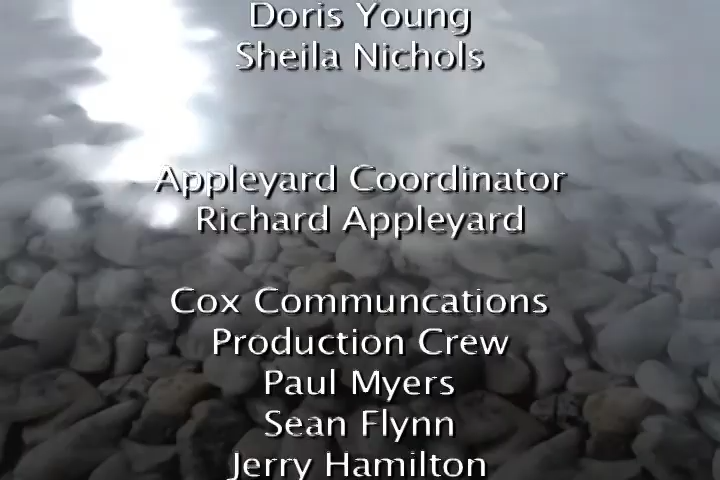 Doris Young
Sheila Nichols
Appleyard Coordinator
Richard Appleyard
Cox Communcations
Production Crew
Paul Myers
Sean Flynn
Jerry Hamilton